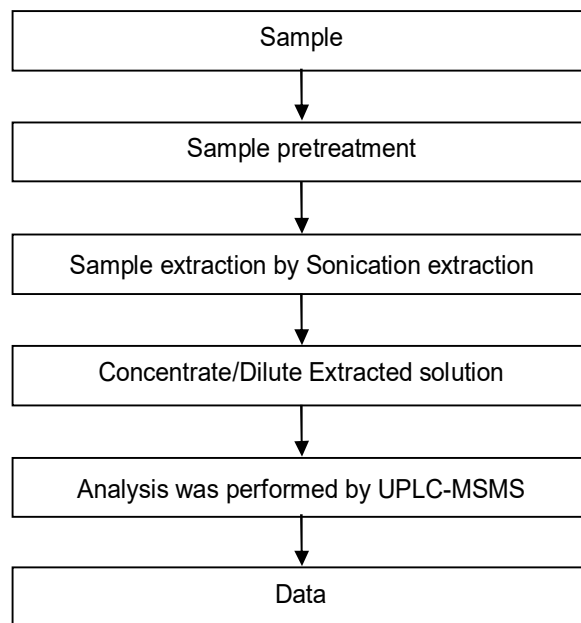 Sample
Sample pretreatment
Sample extraction by Sonication extraction
Concentrate/Dilute Extracted solution
Analysis was performed by UPLC-MSMS
Data